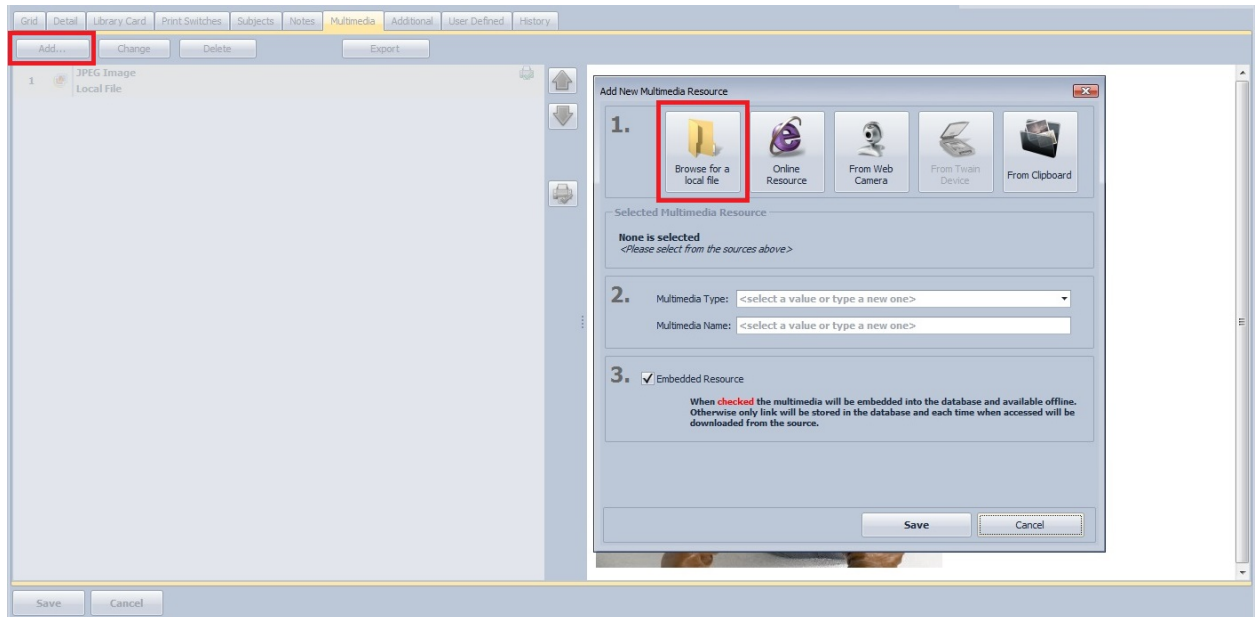 Grid Detail Library Card Print Switches Subjects Notes Multimedia Additional User Defined History
Add... Change Delete Export
1 JPEG Image
Local File
Add New Multimedia Resource
1.
Browse for a
local file
Online
Resource
From Web
Camera
From Twain
Device
From Clipboard
Selected Multimedia Resource
None is selected
<Please select from the sources above>
2. Multimedia Type: <select a value or type a new one>
Multimedia Name: <select a value or type a new one>
3. Embedded Resource
When checked the multimedia will be embedded into the database and available offline.
Otherwise only link will be stored in the database and each time when accessed will be
downloaded from the source.
Save Cancel
Save Cancel